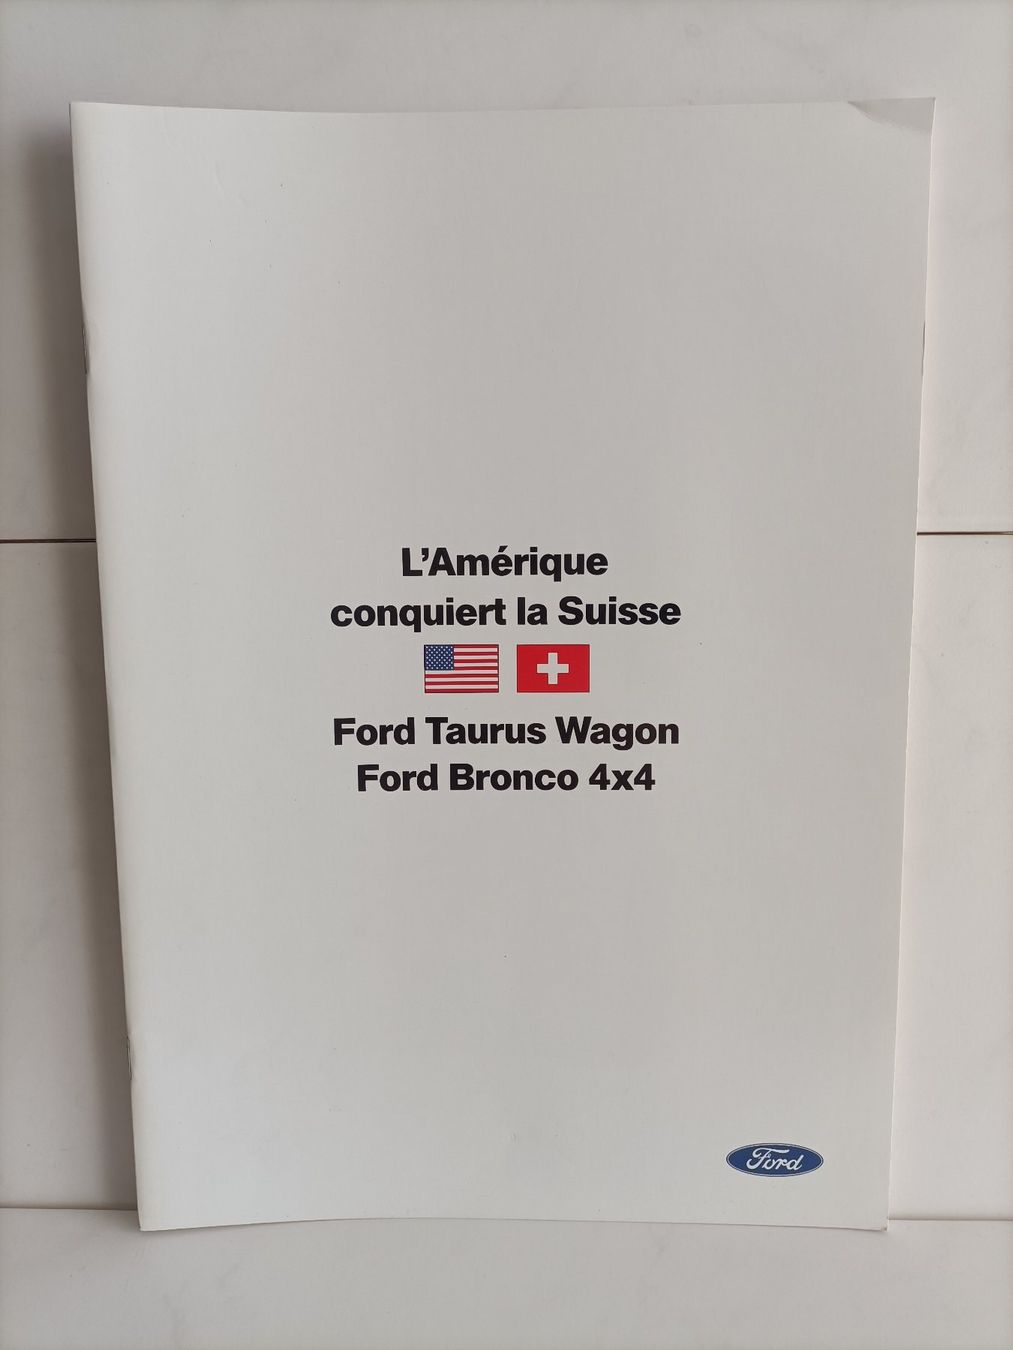 L’Amérique
conquiert la Suisse
Ford Taurus Wagon
Ford Bronco 4x4
Ford